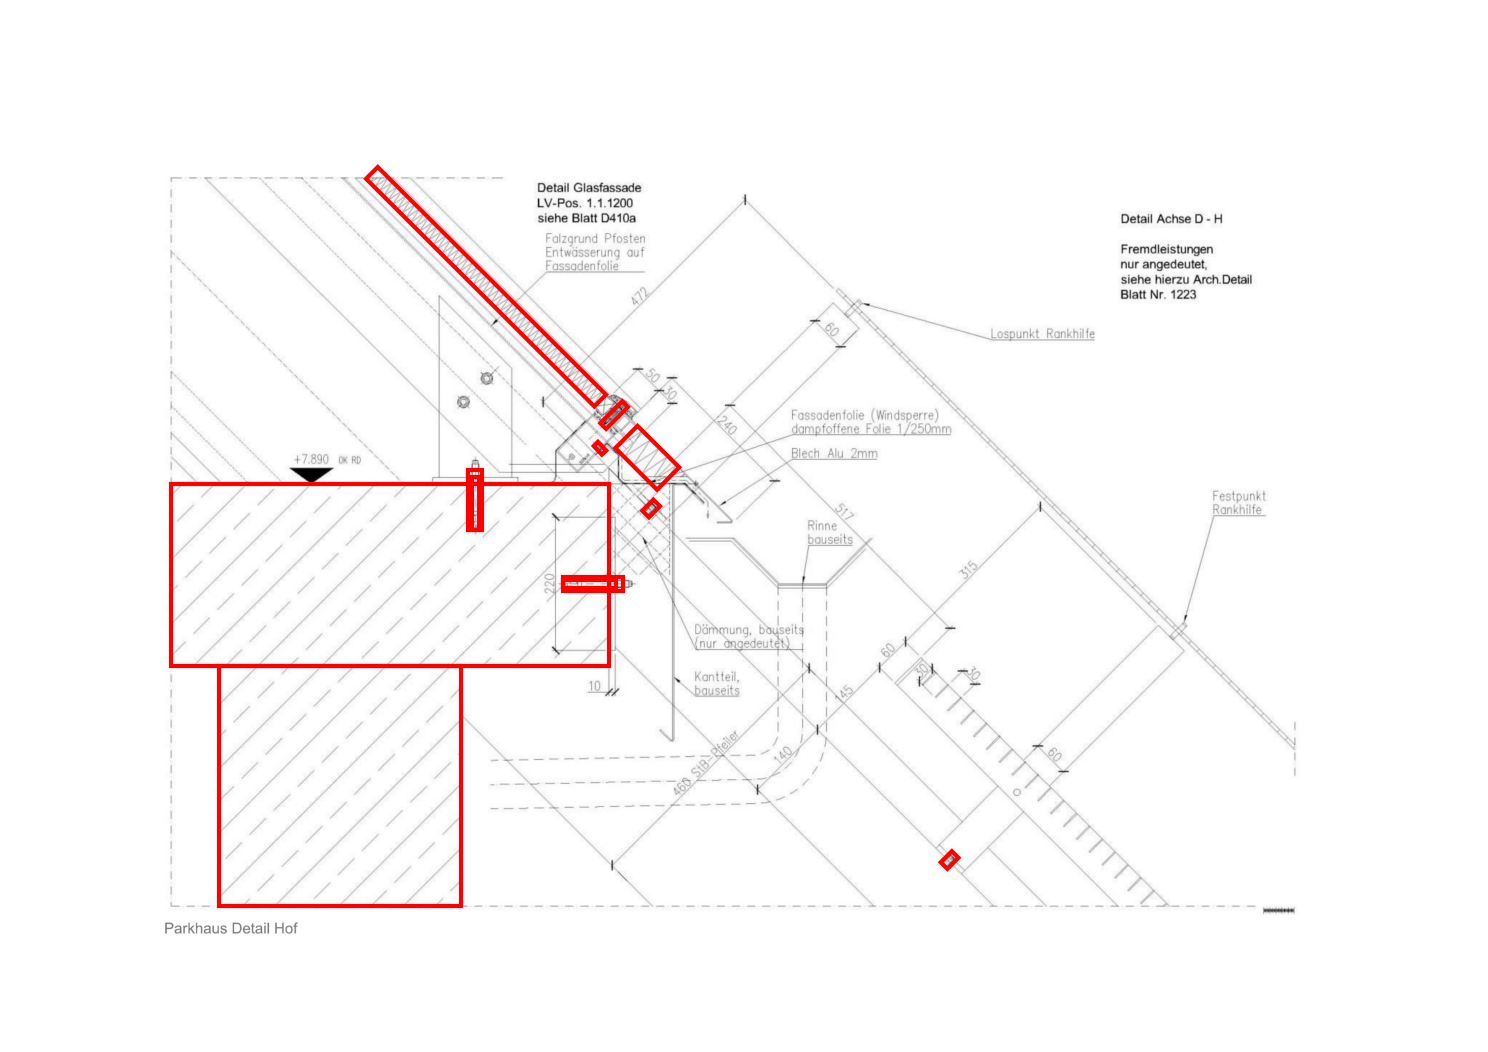 Detail Glasfassade
LV-Pos. 1.1.1200
siehe Blatt D410a
Falzgrund Pfosten
Entwässerung auf
Fassadenfolie
Detail Achse D - H
Fremdleistungen
nur angedeutet,
siehe hierzu Arch.Detail
Blatt Nr. 1223
472
60
Lospunkt Rankhilfe
50
30
240
Fassadenfolie (Windsperre)
dampfoffene Folie 1/250mm
Blech Alu 2mm
+7.890 OK RD
517
Festpunkt
Rankhilfe
Rinne
bauseits
220
315
Dämmung, bauseits
(nur angedeutet)
60
30
Kantteil,
bauseits
10
145
140
460 StB-Pfeiler
60
Parkhaus Detail Hof